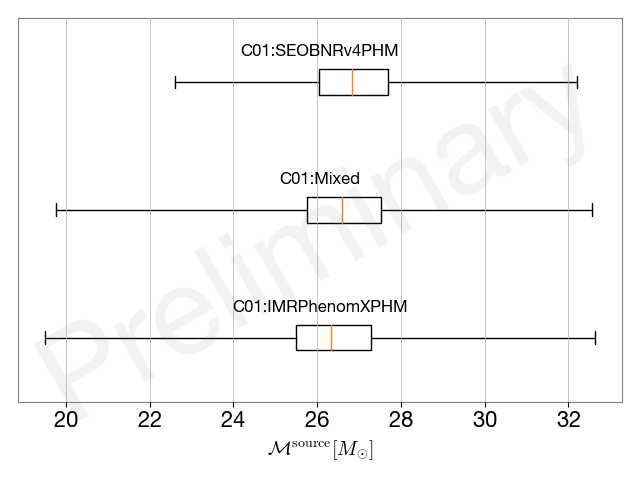 C01:SEOBNRv4PHM
C01:Mixed
C01:IMRPhenomXPHM
Preliminary
20 22 24 26 28 30 32
ℳ^source [M_⊙]